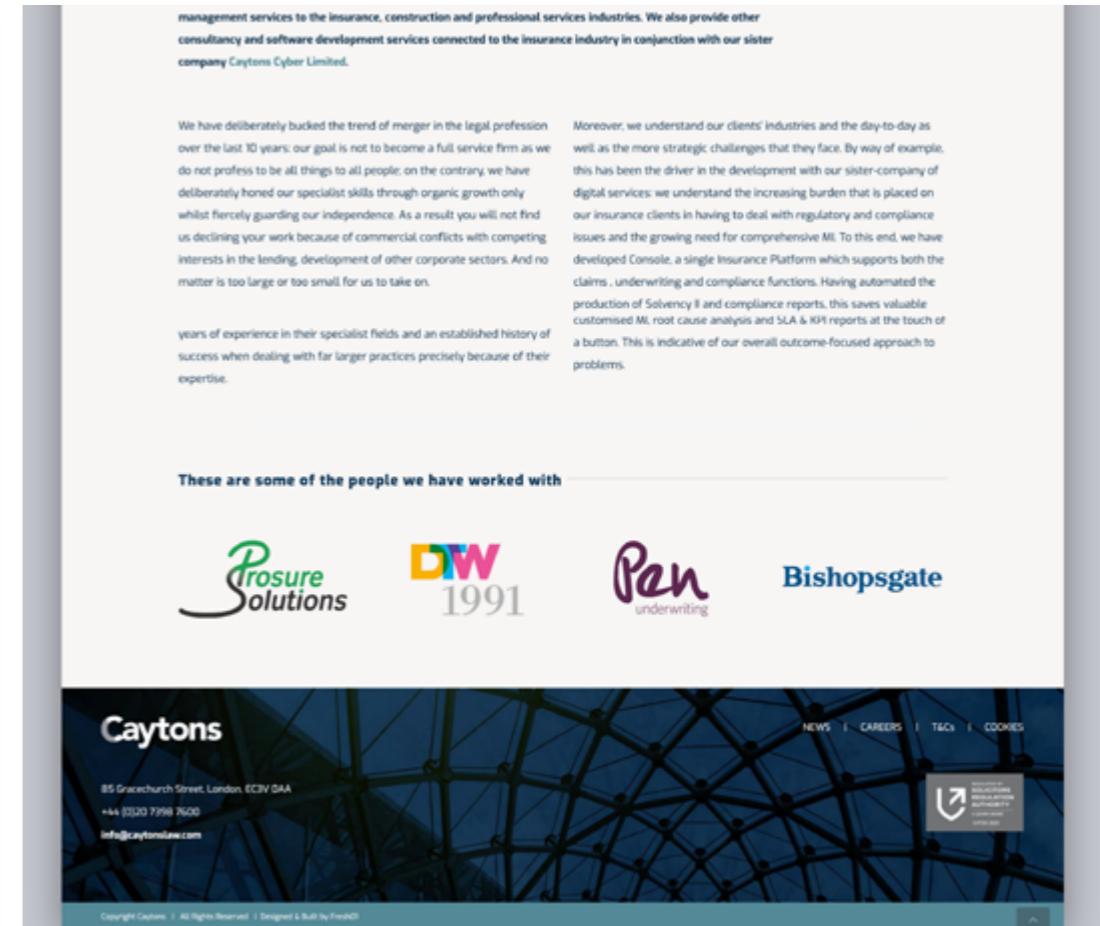 management services to the insurance, construction and professional services industries. We also provide other
consultancy and software development services connected to the insurance industry in conjunction with our sister
company Caytons Cyber Limited.
We have deliberately bucked the trend of merger in the legal profession
over the last 10 years: our goal is not to become a full service firm as we
do not profess to be all things to all people; on the contrary, we have
deliberately honed our specialist skills through organic growth only
whilst fiercely guarding our independence. As a result you will not find
us declining your work because of commercial conflicts with competing
interests in the lending, development of other corporate sectors. And no
matter is too large or too small for us to take on.
years of experience in their specialist fields and an established history of
success when dealing with far larger practices precisely because of their
expertise.
Moreover, we understand our clients' industries and the day-to-day as
well as the more strategic challenges that they face. By way of example,
this has been the driver in the development with our sister-company of
digital services: we understand the increasing burden that is placed on
our insurance clients in having to deal with regulatory and compliance
issues and the growing need for comprehensive MI. To this end, we have
developed Console, a single Insurance Platform which supports both the
claims , underwriting and compliance functions. Having automated the
production of Solvency II and compliance reports, this saves valuable
customised MI, root cause analysis and SLA & KPI reports at the touch of
a button. This is indicative of our overall outcome-focused approach to
problems.
These are some of the people we have worked with
Prosure
Solutions
DTW
1991
Pen
underwriting
Bishopsgate
Caytons
NEWS | CAREERS | T&Cs | COOKIES
85 Gracechurch Street, London, EC3V 0AA
+44 (0)20 7398 7600
info@caytonslaw.com
SOLICITORS
REGULATION
AUTHORITY
Copyright Caytons | All Rights Reserved | Designed & Built by Fresh01